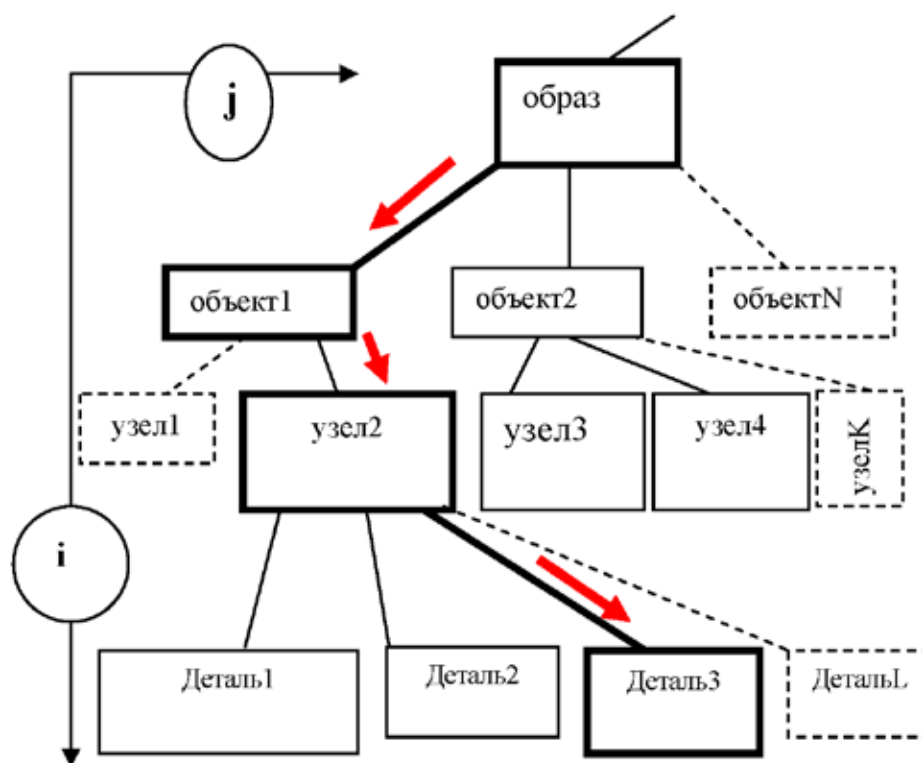 j
образ
объект1
объект2
объектN
узел1
узел2
узел3
узел4
узелK
i
Деталь1
Деталь2
Деталь3
ДетальL